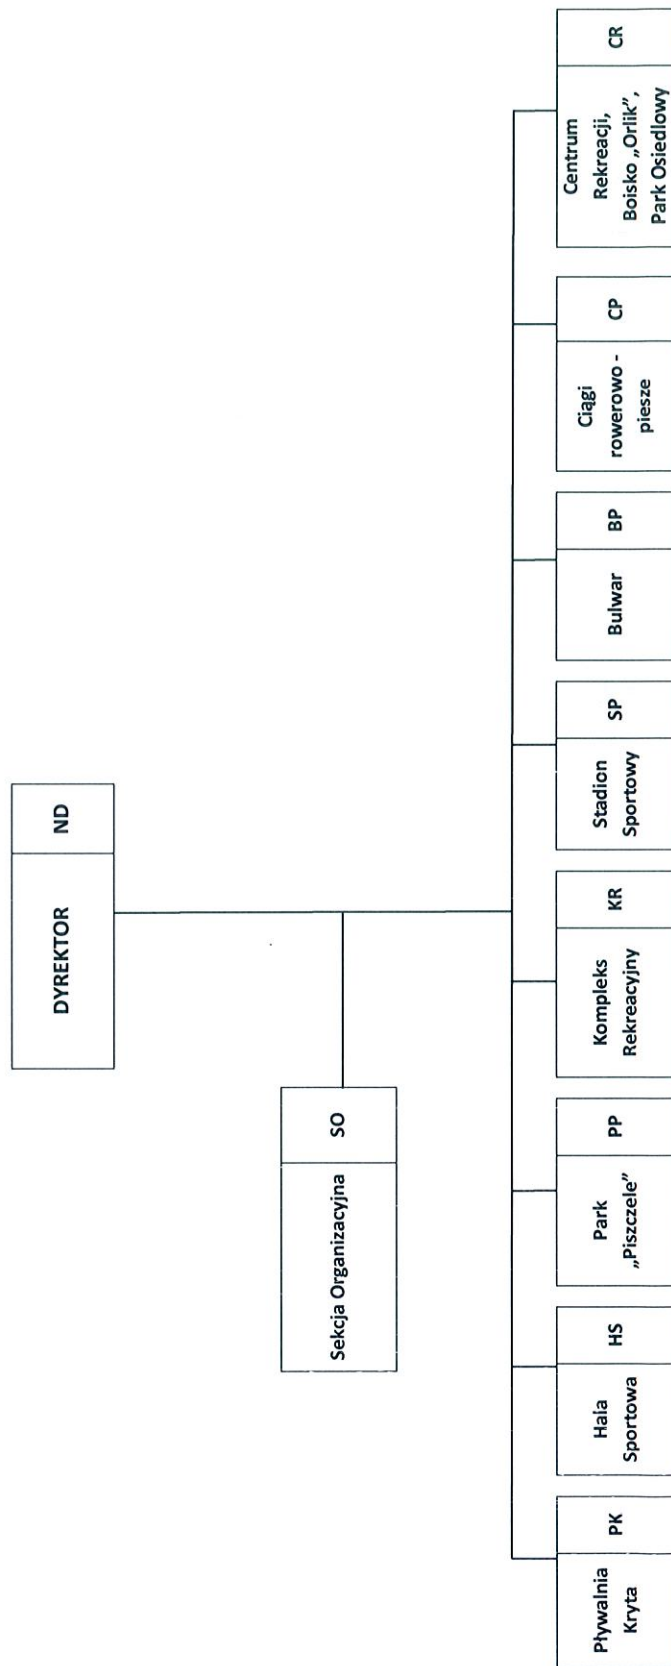 DYREKTOR
ND
Sekcja Organizacyjna
SO
Pływalnia
Kryta
PK
Hala
Sportowa
HS
Park
„Piszczele”
PP
Kompleks
Rekreacyjny
KR
Stadion
Sportowy
SP
Bulwar
BP
Ciągi
rowerowo -
piesze
CP
Centrum
Rekreacji,
Boisko „Orlik”,
Park Osiedlowy
CR